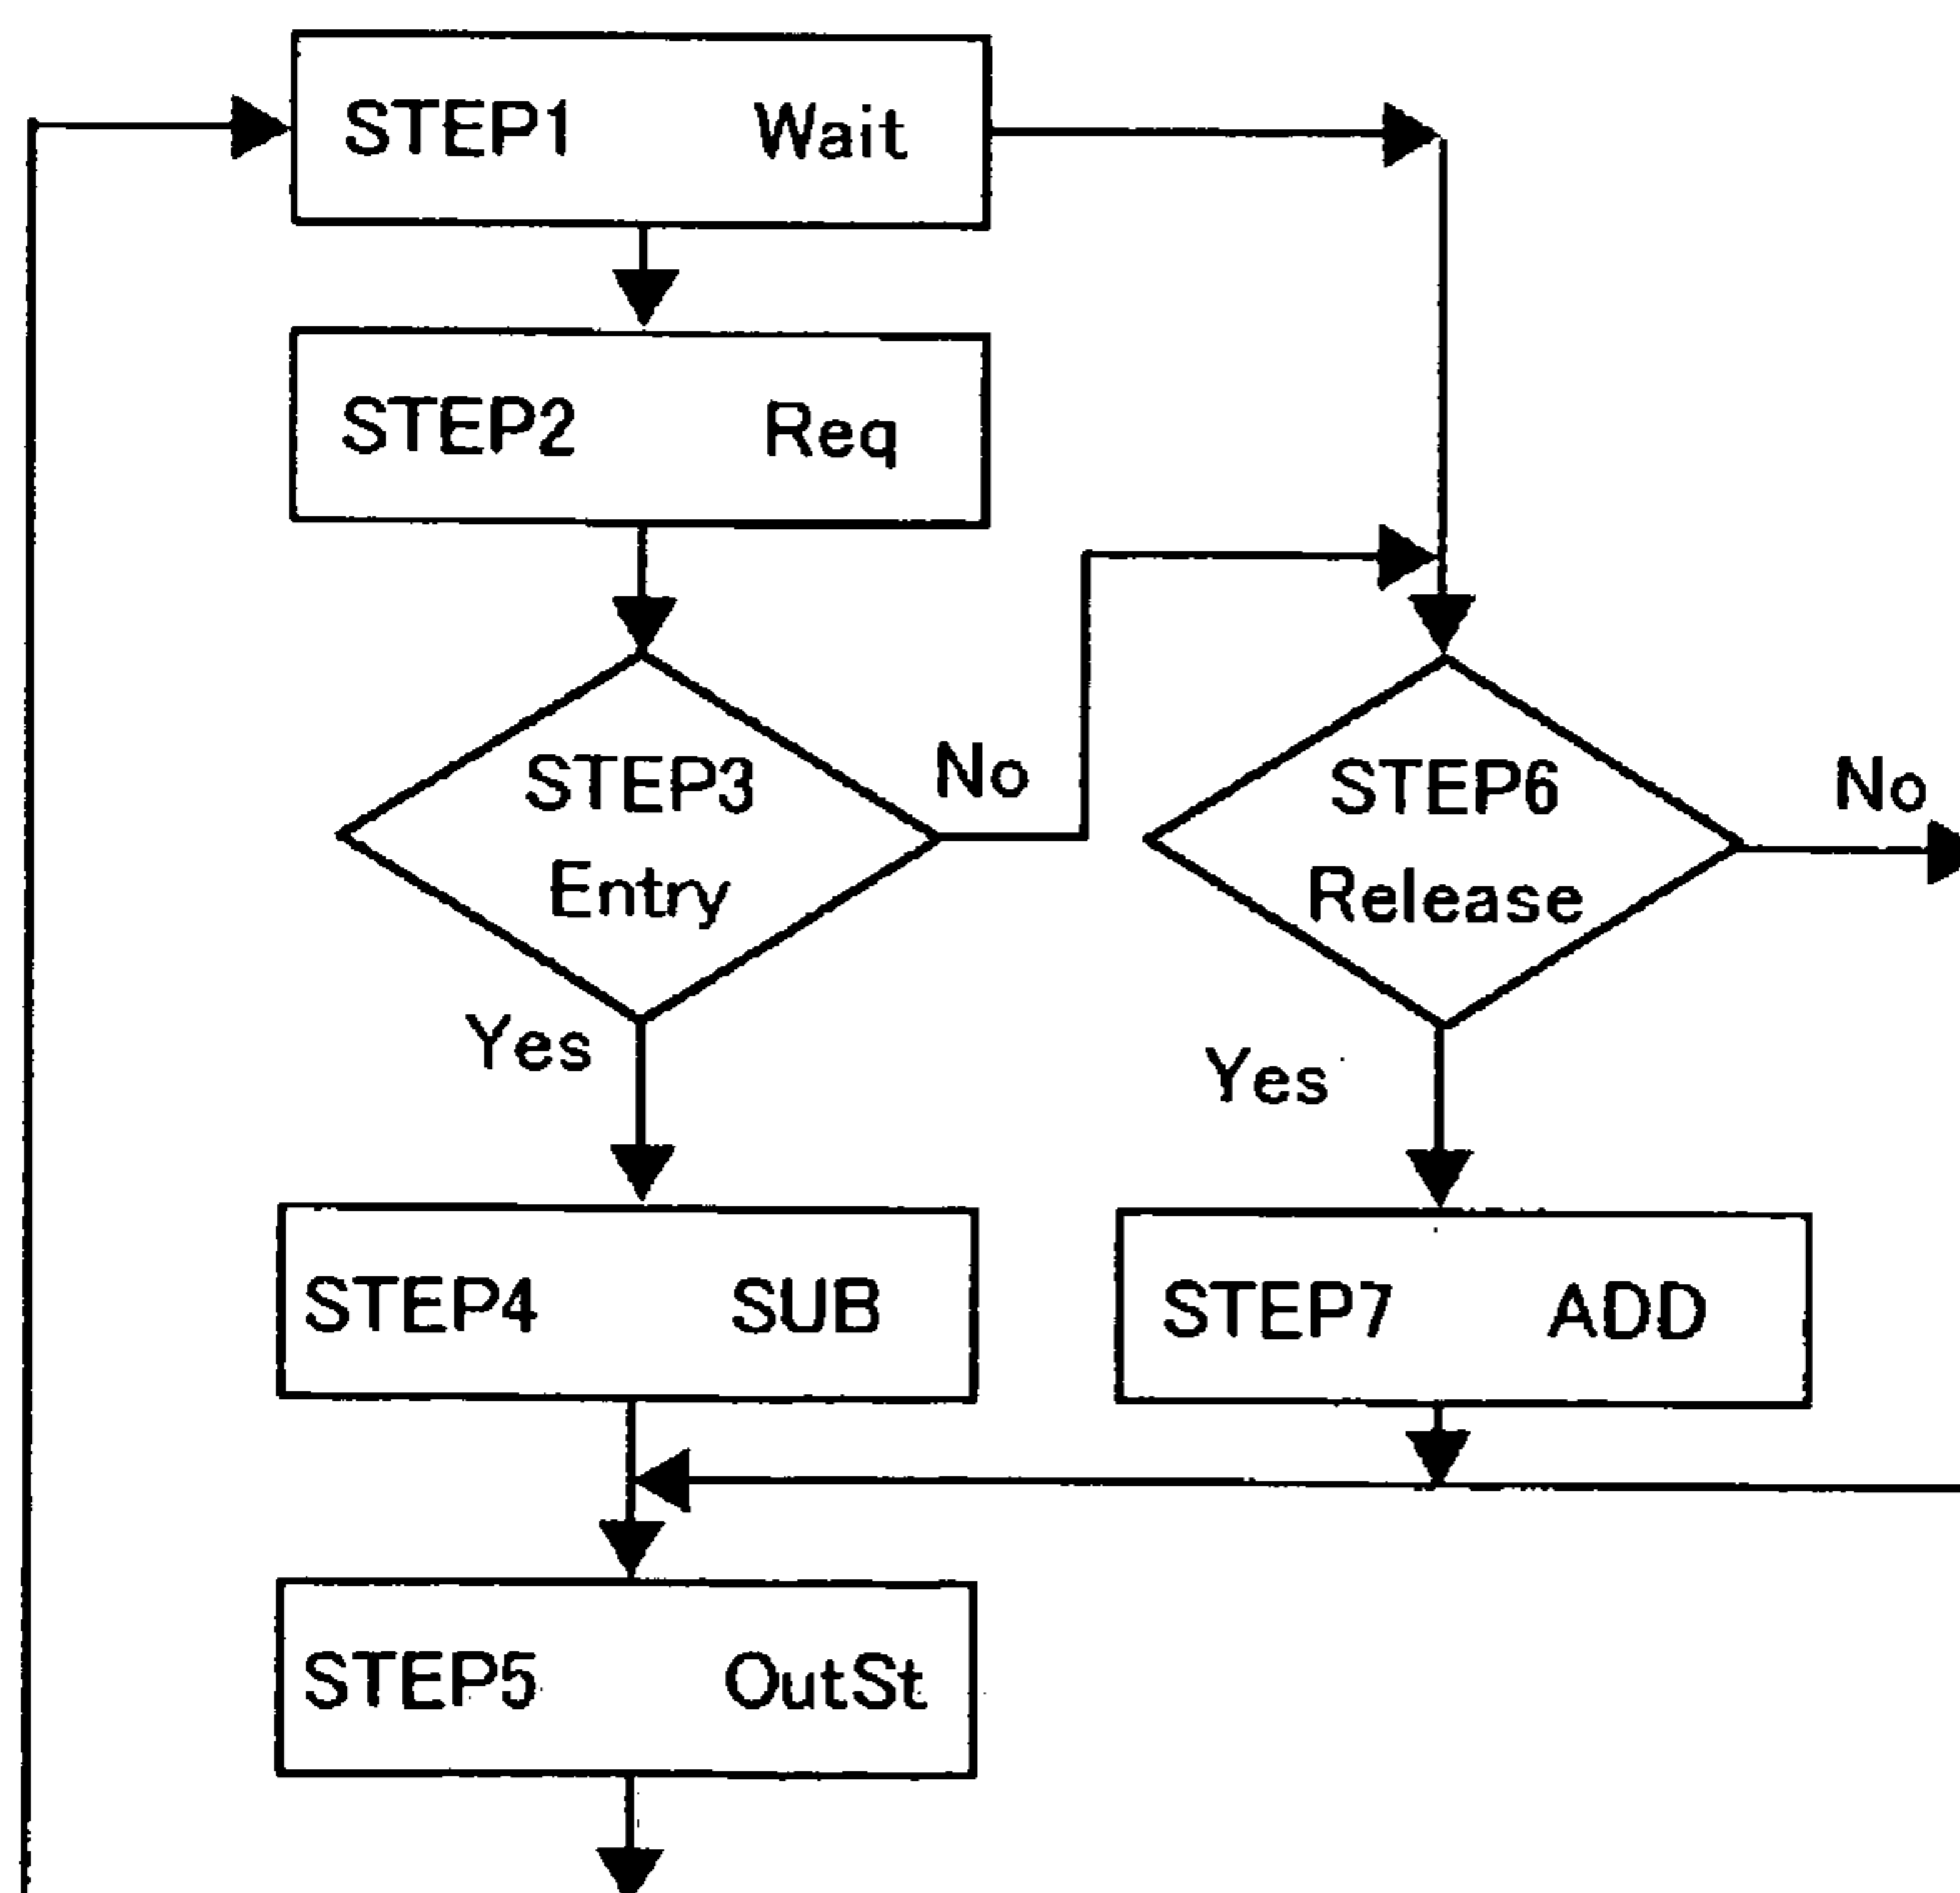 STEP1 Wait
STEP2 Req
STEP3
Entry
No
Yes
STEP6
Release
No
Yes
STEP4 SUB
STEP7 ADD
STEP5 OutSt